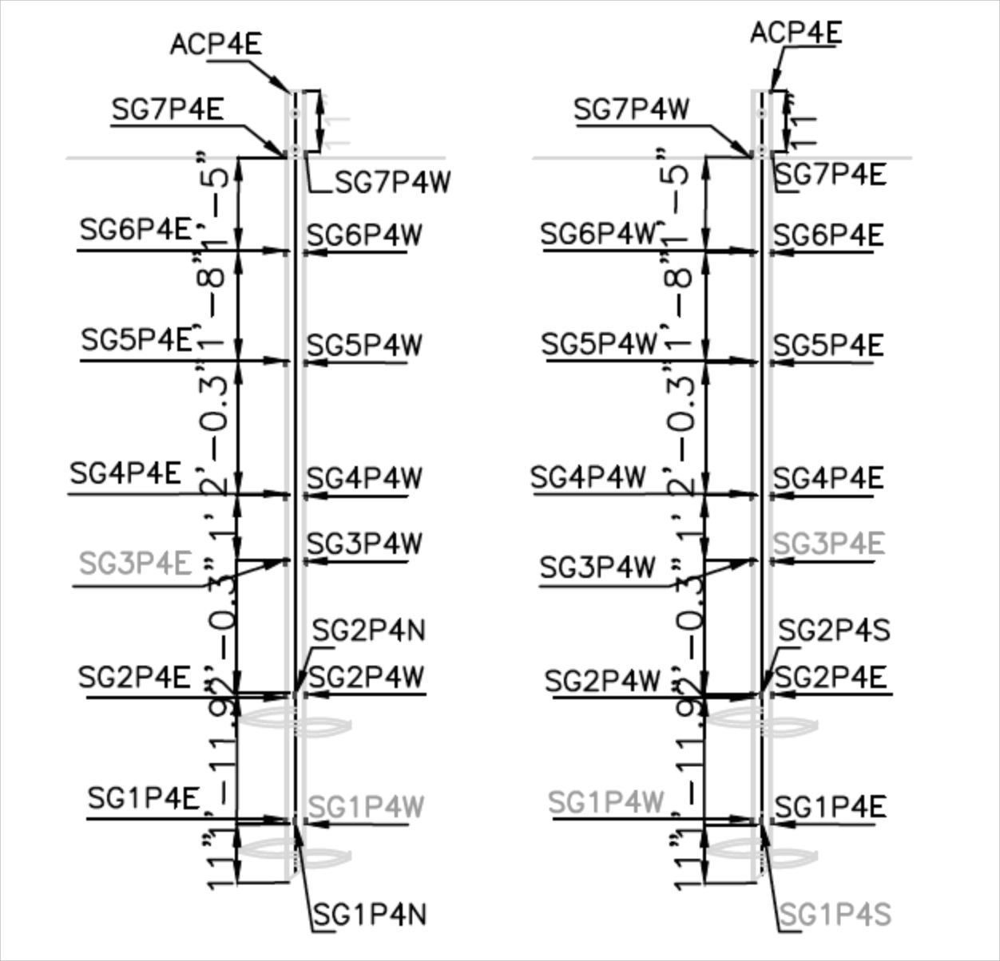 ACP4E
SG7P4E
11"
SG7P4W
1'-5"
SG6P4E
SG6P4W
1'-8"
SG5P4E
SG5P4W
2'-0.3"
SG4P4E
SG4P4W
1'
SG3P4E
SG3P4W
2'-0.3"
SG2P4N
SG2P4E
SG2P4W
1'-11.9"
SG1P4E
SG1P4W
11"
SG1P4N
ACP4E
SG7P4W
11"
SG7P4E
1'-5"
SG6P4W
SG6P4E
1'-8"
SG5P4W
SG5P4E
2'-0.3"
SG4P4W
SG4P4E
1'
SG3P4E
SG3P4W
2'-0.3"
SG2P4S
SG2P4W
SG2P4E
1'-11.9"
SG1P4W
SG1P4E
11"
SG1P4S